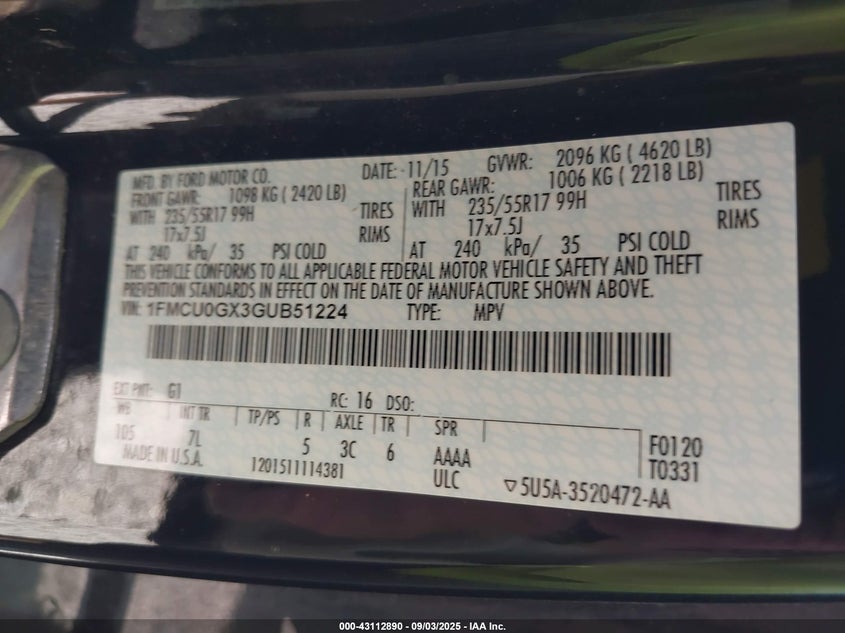 MFD. BY FORD MOTOR CO. DATE: 11/15 GVWR: 2096 KG ( 4620 LB)
FRONT GAWR: 1098 KG ( 2420 LB) REAR GAWR: 1006 KG ( 2218 LB)
WITH 235/55R17 99H TIRES WITH 235/55R17 99H TIRES
17x7.5J RIMS 17x7.5J RIMS
AT 240 kPa/ 35 PSI COLD AT 240 kPa/ 35 PSI COLD
THIS VEHICLE CONFORMS TO ALL APPLICABLE FEDERAL MOTOR VEHICLE SAFETY AND THEFT
PREVENTION STANDARDS IN EFFECT ON THE DATE OF MANUFACTURE SHOWN ABOVE.
VIN: 1FMCU0GX3GUB51224 TYPE: MPV
EXT PNT: G1 RC: 16 DSO:
WB INT TR TP/PS R AXLE TR SPR
105 7L 5 3C 6 AAAA F0120
MADE IN U.S.A. 1201511114381 ULC T0331
▽5U5A-3520472-AA
000-43112890 - 09/03/2025 - IAA Inc.